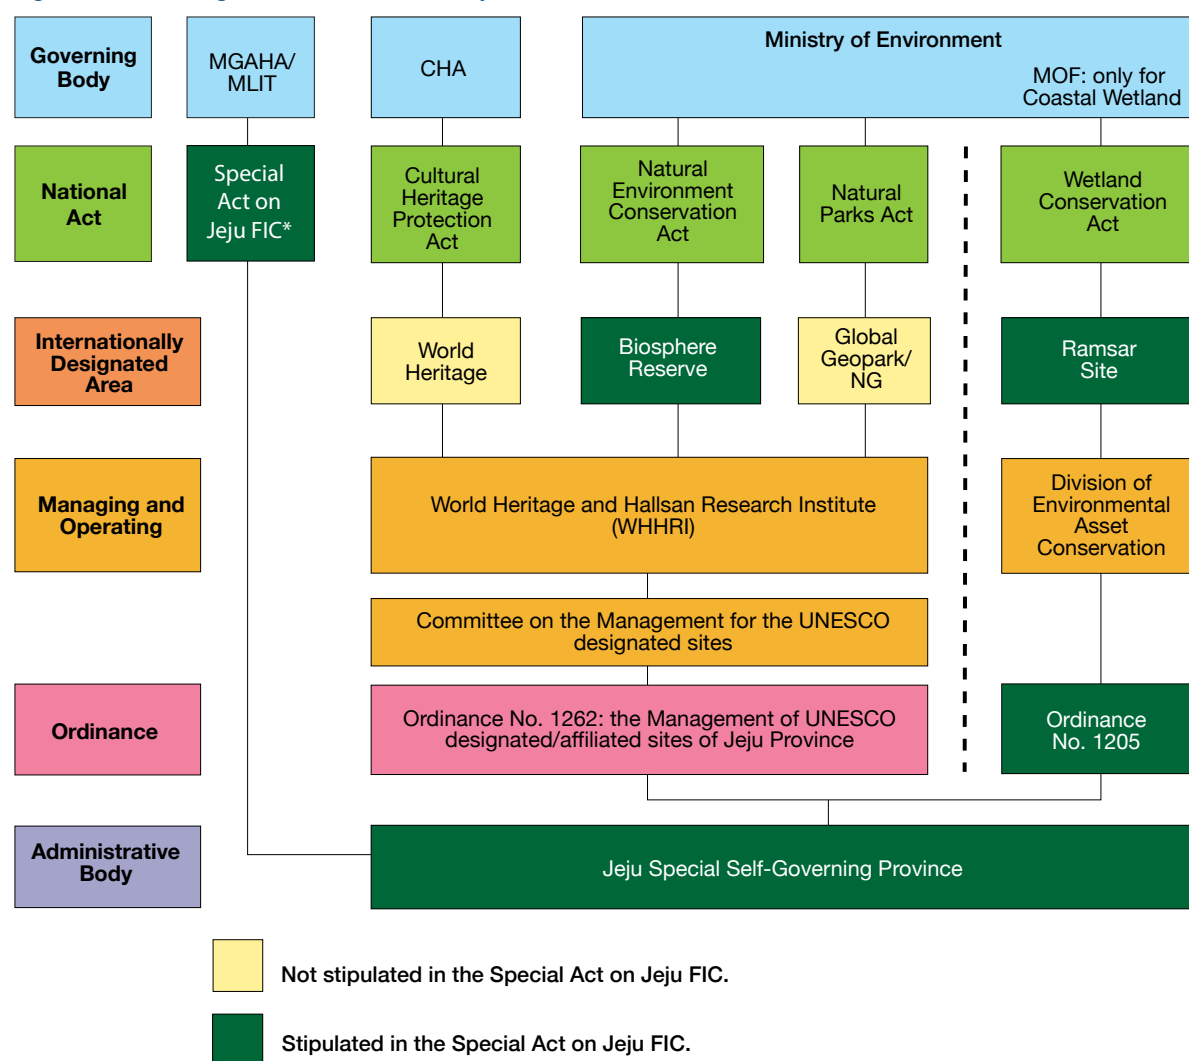 Governing
Body
MGAHA/
MLIT
CHA
Ministry of Environment
MOF: only for
Coastal Wetland
National
Act
Special
Act on
Jeju FIC*
Cultural
Heritage
Protection
Act
Natural
Environment
Conservation
Act
Natural
Parks Act
Wetland
Conservation
Act
Internationally
Designated
Area
World
Heritage
Biosphere
Reserve
Global
Geopark/
NG
Ramsar
Site
Managing and
Operating
World Heritage and Hallsan Research Institute
(WHHRI)
Division of
Environmental
Asset
Conservation
Committee on the Management for the UNESCO
designated sites
Ordinance
Ordinance No. 1262: the Management of UNESCO
designated/affiliated sites of Jeju Province
Ordinance
No. 1205
Administrative
Body
Jeju Special Self-Governing Province
Not stipulated in the Special Act on Jeju FIC.
Stipulated in the Special Act on Jeju FIC.